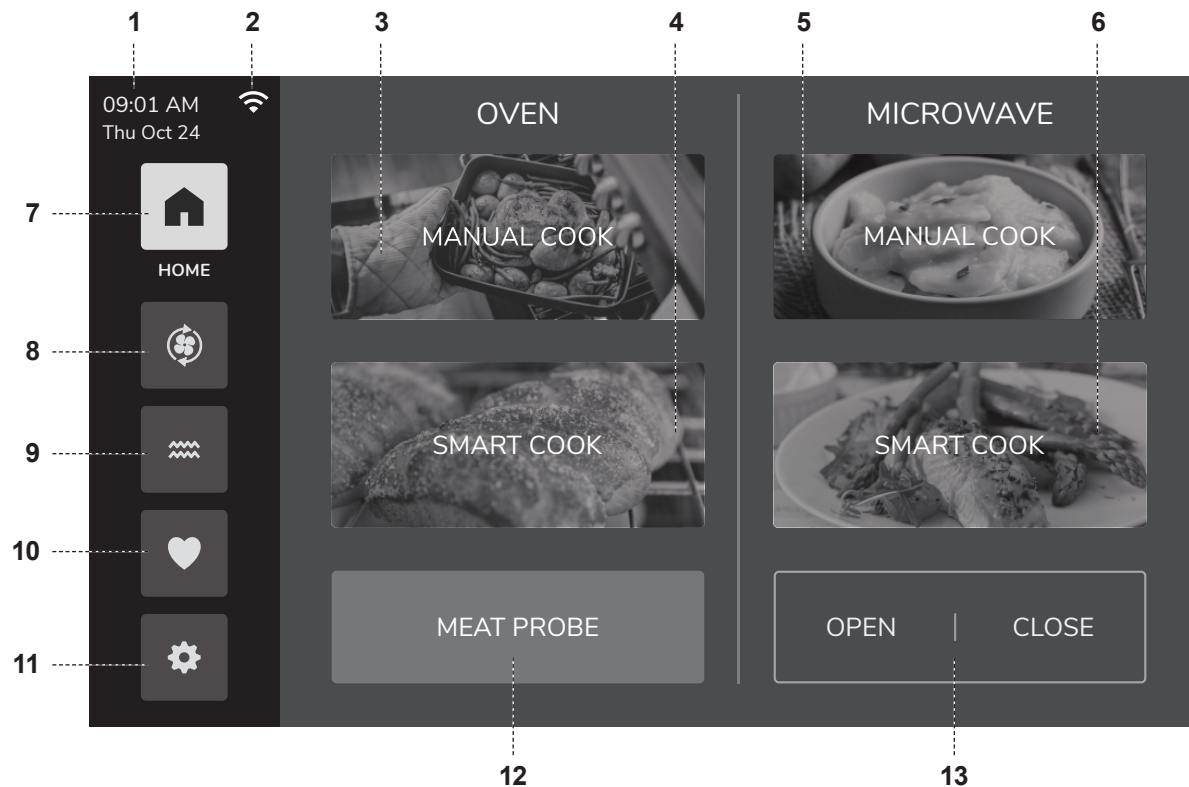 1 2 3 4 5 6
09:01 AM
Thu Oct 24
OVEN
MICROWAVE
7
HOME
MANUAL COOK
MANUAL COOK
8
9
SMART COOK
SMART COOK
10
11
MEAT PROBE
OPEN | CLOSE
12 13